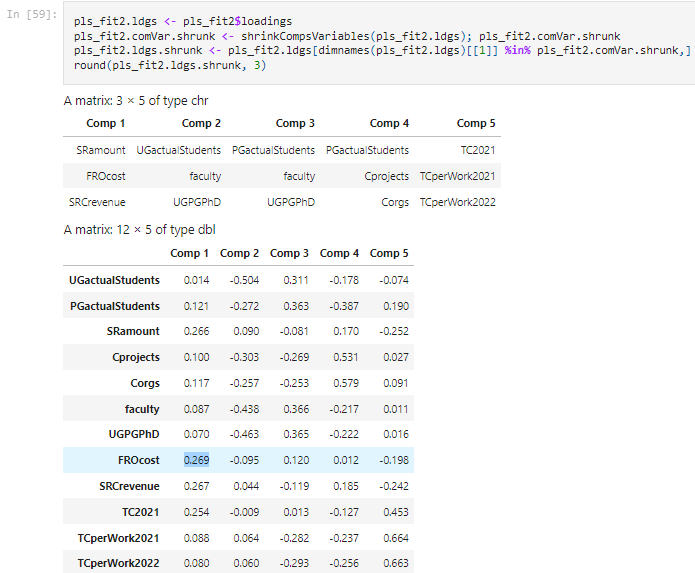 In [59]:
pls_fit2.ldgs <- pls_fit2$loadings
pls_fit2.comVar.shrunk <- shrinkCompsVariables(pls_fit2.ldgs); pls_fit2.comVar.shrunk
pls_fit2.ldgs.shrunk <- pls_fit2.ldgs[dimnames(pls_fit2.ldgs)[[1]] %in% pls_fit2.comVar.shrunk,]
round(pls_fit2.ldgs.shrunk, 3)
A matrix: 3 × 5 of type chr
Comp 1 Comp 2 Comp 3 Comp 4 Comp 5
SRamount UGactualStudents PGactualStudents PGactualStudents TC2021
FROcost faculty faculty Cprojects TCperWork2021
SRCrevenue UGPGPhD UGPGPhD Corgs TCperWork2022
A matrix: 12 × 5 of type dbl
Comp 1 Comp 2 Comp 3 Comp 4 Comp 5
UGactualStudents 0.014 -0.504 0.311 -0.178 -0.074
PGactualStudents 0.121 -0.272 0.363 -0.387 0.190
SRamount 0.266 0.090 -0.081 0.170 -0.252
Cprojects 0.100 -0.303 -0.269 0.531 0.027
Corgs 0.117 -0.257 -0.253 0.579 0.091
faculty 0.087 -0.438 0.366 -0.217 0.011
UGPGPhD 0.070 -0.463 0.365 -0.222 0.016
FROcost 0.269 -0.095 0.120 0.012 -0.198
SRCrevenue 0.267 0.044 -0.119 0.185 -0.242
TC2021 0.254 -0.009 0.013 -0.127 0.453
TCperWork2021 0.088 0.064 -0.282 -0.237 0.664
TCperWork2022 0.080 0.060 -0.293 -0.256 0.663